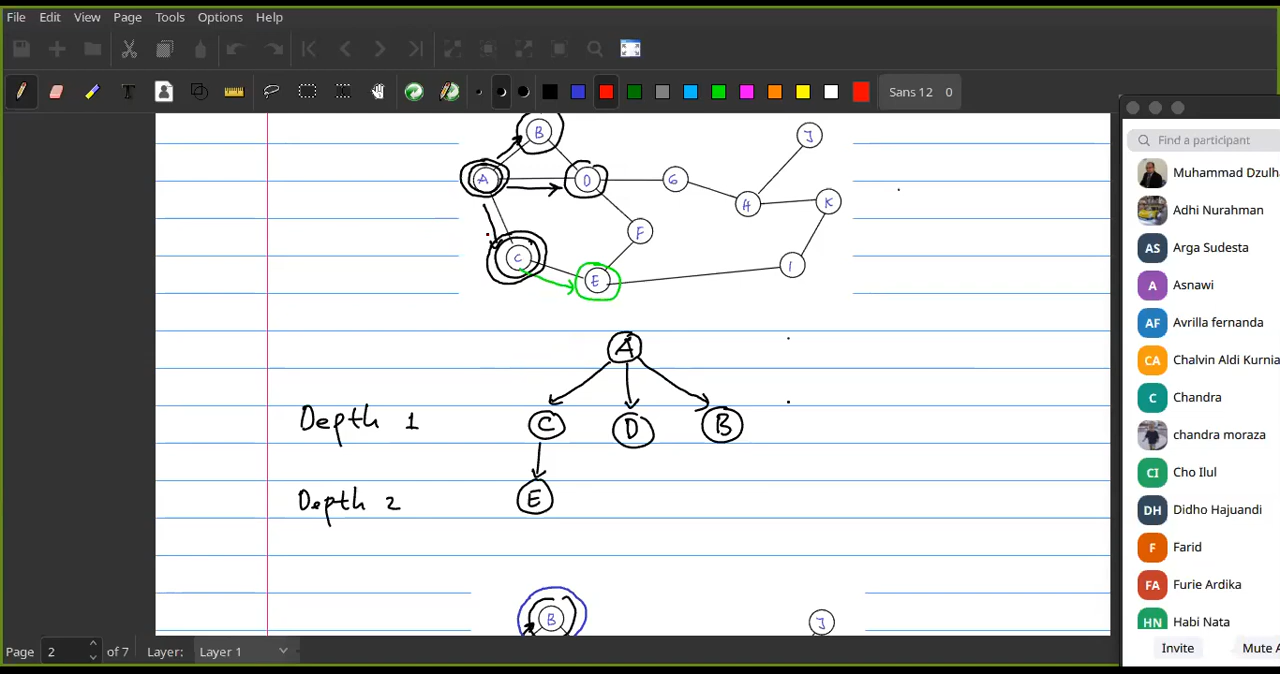 File Edit View Page Tools Options Help
Sans 12 0
B
J
A
D
G
H
K
F
C
E
I
A
Depth 1
C D B
Depth 2
E
B
J
Page 2 of 7 Layer: Layer 1
Find a participant
Muhammad Dzulha
Adhi Nurahman
AS Arga Sudesta
A Asnawi
AF Avrilla fernanda
CA Chalvin Aldi Kurnia
C Chandra
chandra moraza
CI Cho Ilul
DH Didho Hajuandi
F Farid
FA Furie Ardika
HN Habi Nata
Invite Mute A